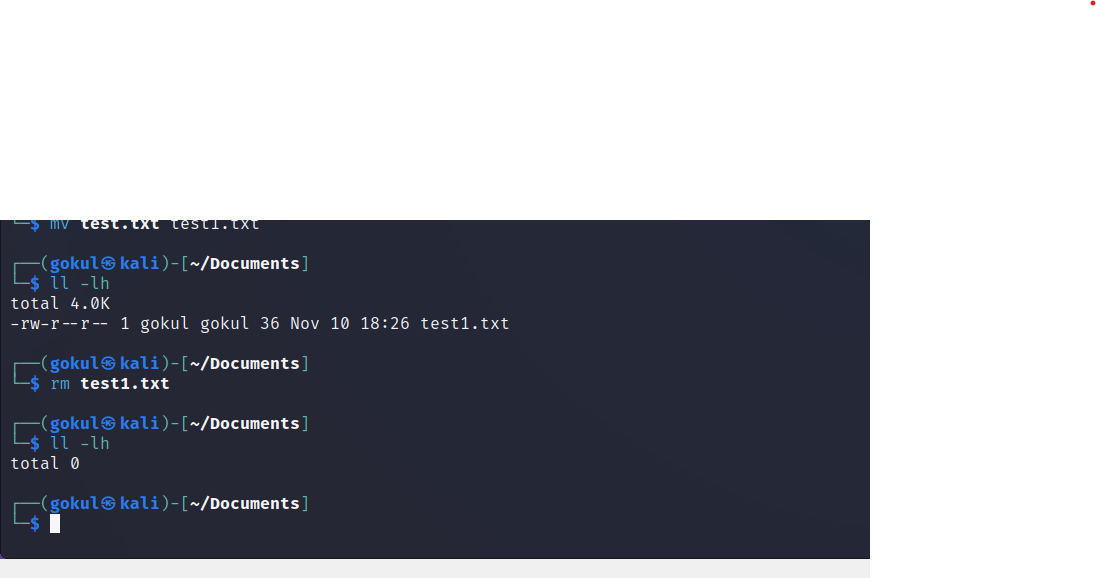 └─$ mv test.txt test1.txt
┌──(gokul㉿kali)-[~/Documents]
└─$ ll -lh
total 4.0K
-rw-r--r-- 1 gokul gokul 36 Nov 10 18:26 test1.txt
┌──(gokul㉿kali)-[~/Documents]
└─$ rm test1.txt
┌──(gokul㉿kali)-[~/Documents]
└─$ ll -lh
total 0
┌──(gokul㉿kali)-[~/Documents]
└─$